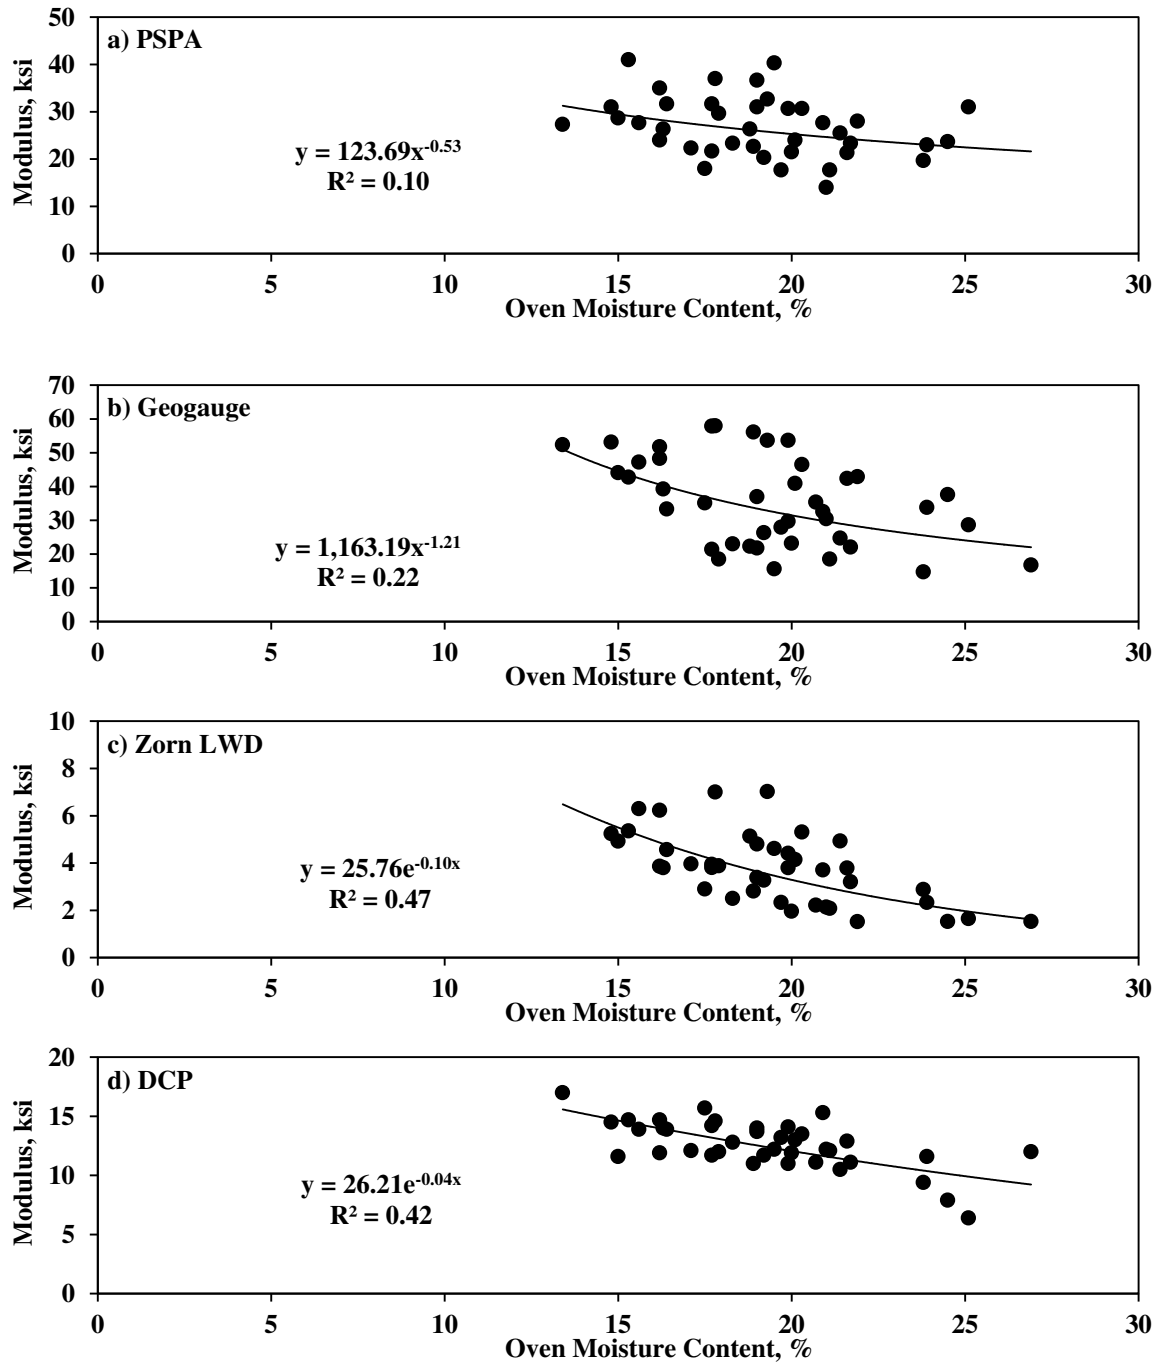 a) PSPA
50
40
30
20
10
0
Modulus, ksi
y = 123.69x-0.53
R² = 0.10
0 5 10 15 20 25 30
Oven Moisture Content, %
b) Geogauge
70
60
50
40
30
20
10
0
Modulus, ksi
y = 1,163.19x-1.21
R² = 0.22
0 5 10 15 20 25 30
Oven Moisture Content, %
c) Zorn LWD
10
8
6
4
2
0
Modulus, ksi
y = 25.76e-0.10x
R² = 0.47
0 5 10 15 20 25 30
Oven Moisture Content, %
d) DCP
20
15
10
5
0
Modulus, ksi
y = 26.21e-0.04x
R² = 0.42
0 5 10 15 20 25 30
Oven Moisture Content, %